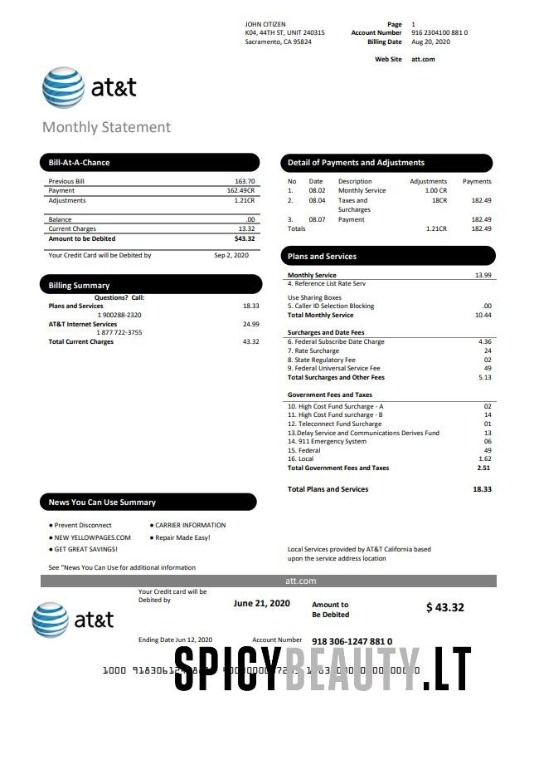 JOHN CITIZEN
K04, 44TH ST, UNIT 240315
Sacramento, CA 95824
Page 1
Account Number 916 2304100 881 0
Billing Date Aug 20, 2020
Web Site att.com
at&t
Monthly Statement
Bill-At-A-Chance
Previous Bill 163.70
Payment 162.49CR
Adjustments 1.21CR
Balance .00
Current Charges 13.32
Amount to be Debited $43.32
Your Credit Card will be Debited by Sep 2, 2020
Billing Summary
Questions? Call:
Plans and Services 18.33
1 900288-2320
AT&T Internet Services 24.99
1 877 722-3755
Total Current Charges 43.32
Detail of Payments and Adjustments
No Date Description Adjustments Payments
1. 08.02 Monthly Service 1.00 CR
2. 08.04 Taxes and 18CR 182.49
Surcharges
3. 08.07 Payment 182.49
Totals 1.21CR 182.49
Plans and Services
Monthly Service 13.99
4. Reference List Rate Serv
Use Sharing Boxes
5. Caller ID Selection Blocking .00
Total Monthly Service 10.44
Surcharges and Date Fees
6. Federal Subscribe Date Charge 4.36
7. Rate Surcharge 24
8. State Regulatory Fee 02
9. Federal Universal Service Fee 49
Total Surcharges and Other Fees 5.13
Government Fees and Taxes
10. High Cost Fund Surcharge - A 02
11. High Cost Fund Surcharge - B 14
12. Teleconnect Fund Surcharge 01
13.Delay Service and Communications Derives Fund 13
14. 911 Emergency System 06
15. Federal 49
16. Local 1.62
Total Government Fees and Taxes 2.51
Total Plans and Services 18.33
News You Can Use Summary
● Prevent Disconnect ● CARRIER INFORMATION
● NEW YELLOWPAGES.COM ● Repair Made Easy!
● GET GREAT SAVINGS!
See "News You Can Use for additional information
Local Services provided by AT&T California based
upon the service address location
att.com
at&t
Your Credit card will be
Debited by June 21, 2020
Amount to
Be Debited $ 43.32
Ending Date Jun 12, 2020 Account Number 918 306-1247 881 0
1000
SPICYBEAUTY.LT